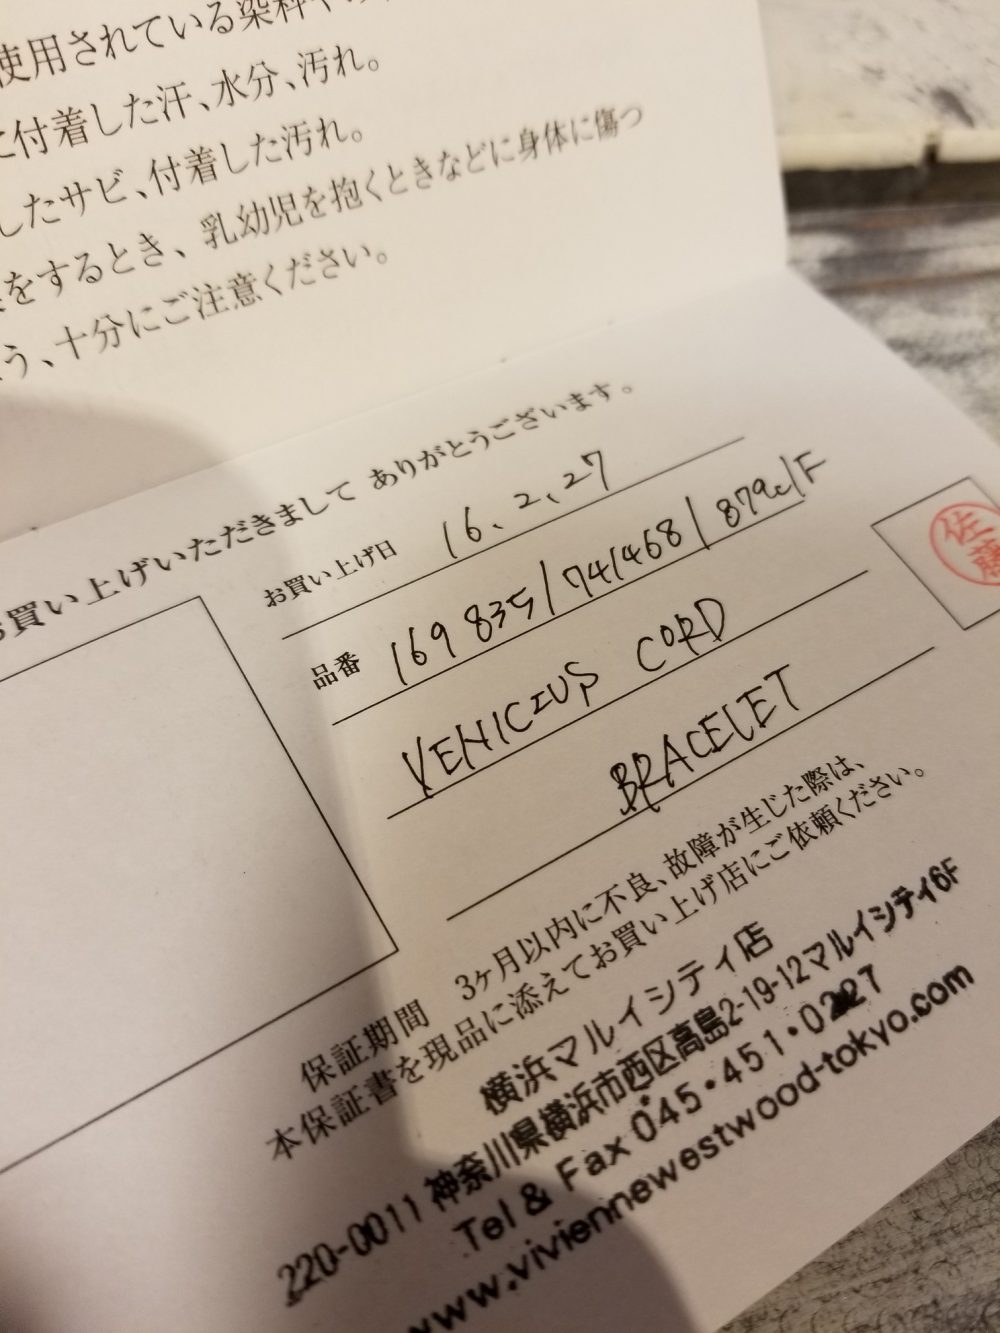 使用されている染料や
に付着した汗、水分、汚れ。
したサビ、付着した汚れ。
をするとき、乳幼児を抱くときなどに身体に傷つ
う、十分にご注意ください。
お買い上げいただきまして ありがとうございます。
お買い上げ日 16、2、27
品番 169 835/741468/879c/F
VENICIUS CORD
BRACELET
佐藤
保証期間 3ヶ月以内に不良、故障が生じた際は、
本保証書を現品に添えてお買い上げ店にご依頼ください。
横浜マルイシティ店
220-0011 神奈川県横浜市西区高島2-19-12マルイシティ6F
Tel & Fax 045・451・0227
www.viviennewestwood-tokyo.com